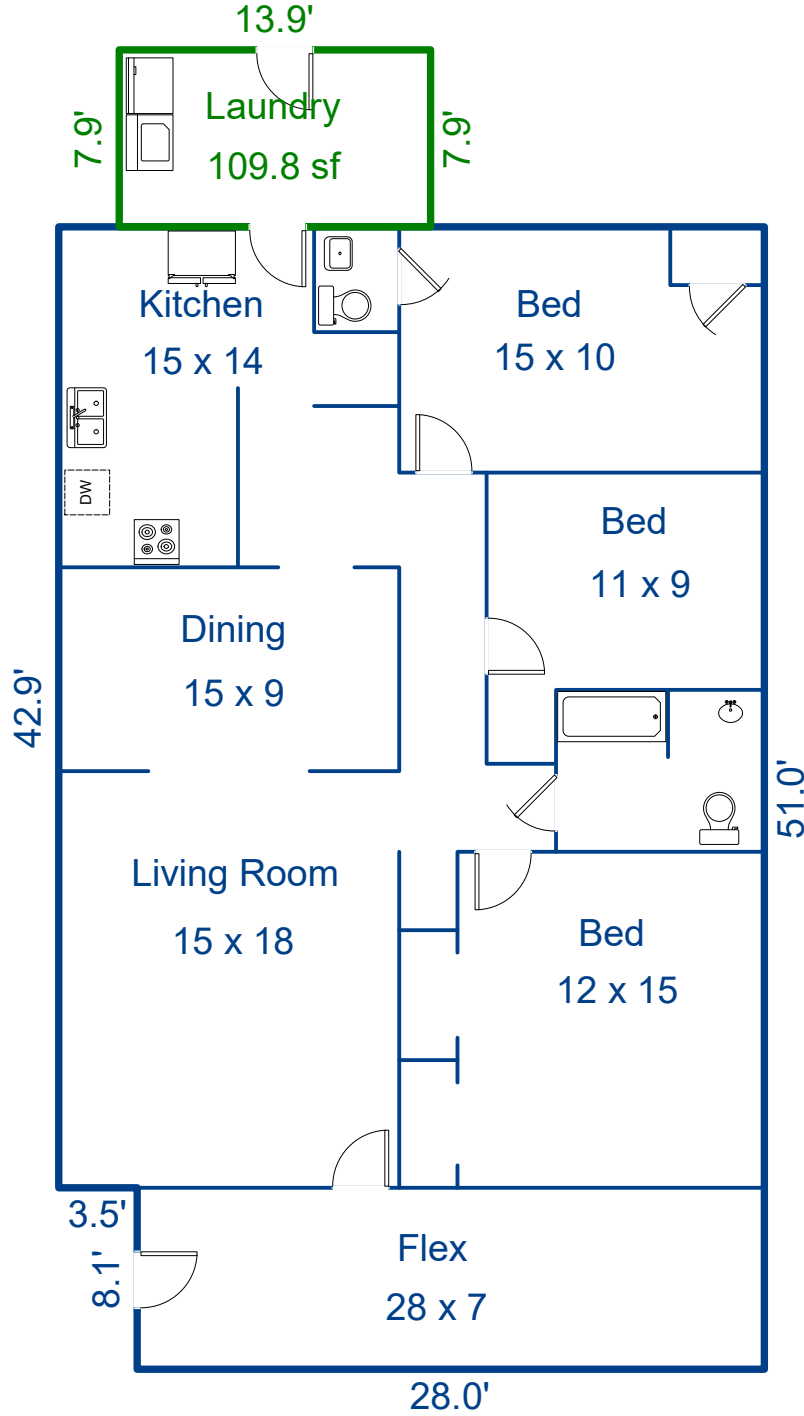 13.9'
7.9'
Laundry
109.8 sf
7.9'
Kitchen
15 x 14
Bed
15 x 10
DW
Bed
11 x 9
Dining
15 x 9
42.9'
51.0'
Living Room
15 x 18
Bed
12 x 15
3.5'
8.1'
Flex
28 x 7
28.0'